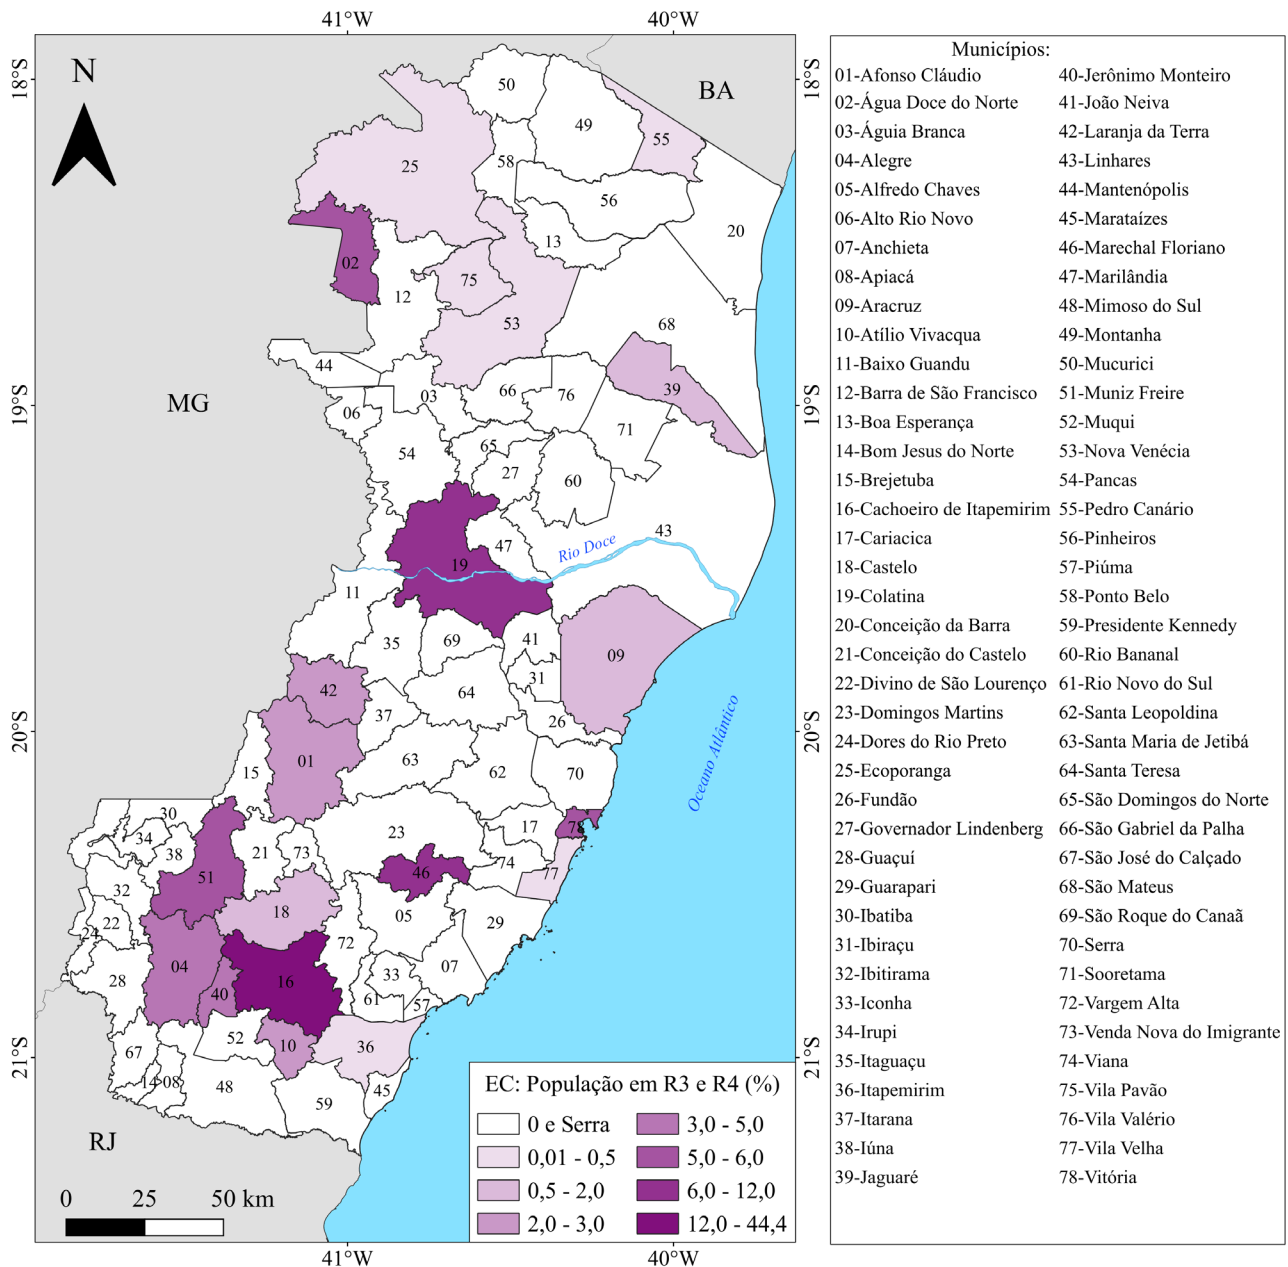 41°W
40°W
18°S
18°S
N
BA
50
49
55
25
58
56
20
13
02
75
12
53
68
44
39
MG
66
76
03
19°S
19°S
06
71
65
54
27
60
43
47
Rio Doce
19
11
35
69
41
09
31
42
64
37
26
20°S
20°S
01
63
62
70
15
Oceano Atlântico
30
34
38
23
17
78
21
73
74
46
77
51
32
18
05
29
22
24
72
04
33
07
28
16
40
61
57
52
10
36
21°S
21°S
67
14
08
48
45
59
RJ
0 25 50 km
EC: População em R3 e R4 (%)
0 e Serra
0,01 - 0,5
0,5 - 2,0
2,0 - 3,0
3,0 - 5,0
5,0 - 6,0
6,0 - 12,0
12,0 - 44,4
41°W
40°W
Municípios:
01-Afonso Cláudio
02-Água Doce do Norte
03-Águia Branca
04-Alegre
05-Alfredo Chaves
06-Alto Rio Novo
07-Anchieta
08-Apiacá
09-Aracruz
10-Atílio Vivacqua
11-Baixo Guandu
12-Barra de São Francisco
13-Boa Esperança
14-Bom Jesus do Norte
15-Brejetuba
16-Cachoeiro de Itapemirim
17-Cariacica
18-Castelo
19-Colatina
20-Conceição da Barra
21-Conceição do Castelo
22-Divino de São Lourenço
23-Domingos Martins
24-Dores do Rio Preto
25-Ecoporanga
26-Fundão
27-Governador Lindenberg
28-Guaçuí
29-Guarapari
30-Ibatiba
31-Ibiraçu
32-Ibitirama
33-Iconha
34-Irupi
35-Itaguaçu
36-Itapemirim
37-Itarana
38-Iúna
39-Jaguaré
40-Jerônimo Monteiro
41-João Neiva
42-Laranja da Terra
43-Linhares
44-Mantenópolis
45-Marataízes
46-Marechal Floriano
47-Marilândia
48-Mimoso do Sul
49-Montanha
50-Mucurici
51-Muniz Freire
52-Muqui
53-Nova Venécia
54-Pancas
55-Pedro Canário
56-Pinheiros
57-Piúma
58-Ponto Belo
59-Presidente Kennedy
60-Rio Bananal
61-Rio Novo do Sul
62-Santa Leopoldina
63-Santa Maria de Jetibá
64-Santa Teresa
65-São Domingos do Norte
66-São Gabriel da Palha
67-São José do Calçado
68-São Mateus
69-São Roque do Canaã
70-Serra
71-Sooretama
72-Vargem Alta
73-Venda Nova do Imigrante
74-Viana
75-Vila Pavão
76-Vila Valério
77-Vila Velha
78-Vitória